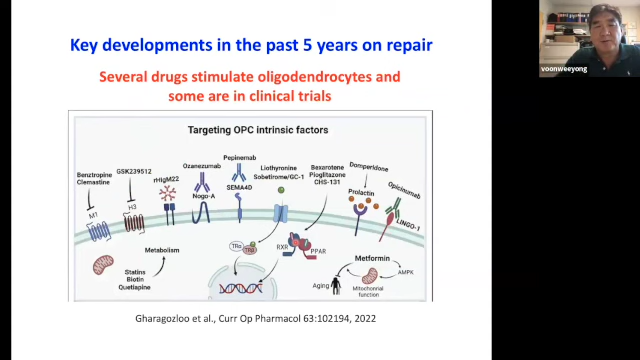 Key developments in the past 5 years on repair
Several drugs stimulate oligodendrocytes and
some are in clinical trials
Targeting OPC intrinsic factors
Benztropine
Clemastine
M1
GSK239512
H3
rHIgM22
Ozanezumab
Nogo-A
Pepinemab
SEMA4D
Liothyronine
Sobetirome/GC-1
Bexarotene
Pioglitazone
CHS-131
Domperidone
Prolactin
Opicinumab
LINGO-1
Metabolism
Statins
Biotin
Quetiapine
TRα
TRβ
RXR
PPAR
Metformin
Aging
AMPK
Mitochonrial
function
Gharagozloo et al., Curr Op Pharmacol 63:102194, 2022
voonweeyong